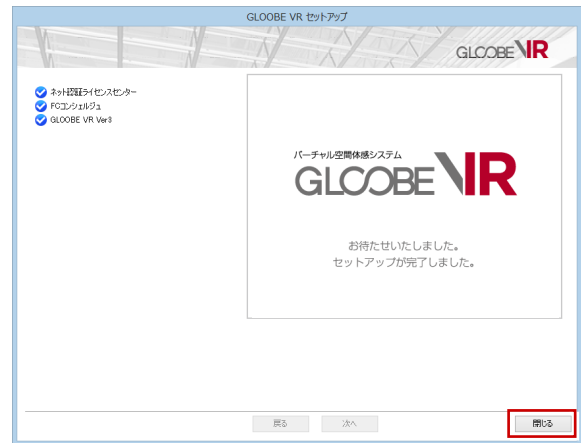 GLOOBE VR セットアップ
GLOOBE VR
ネット認証ライセンスセンター
FCコンシェルジュ
GLOOBE VR Ver3
バーチャル空間体感システム
GLOOBE VR
お待たせいたしました。
セットアップが完了しました。
戻る
次へ
閉じる